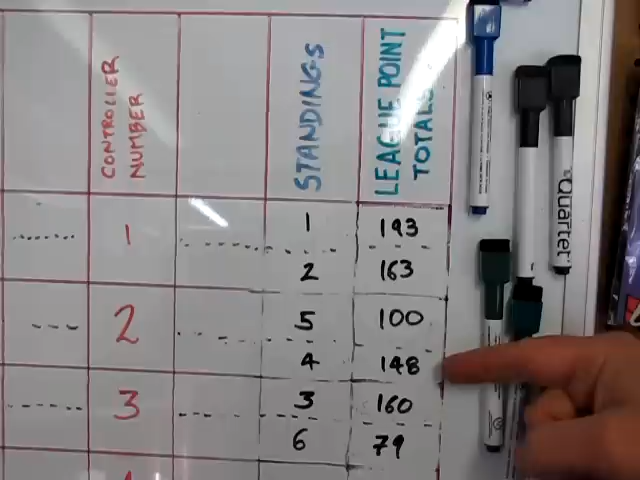 CONTROLLER NUMBER
STANDINGS
LEAGUE POINT TOTALS
1 1 193
2 163
2 5 100
4 148
3 3 160
6 79
Quartet